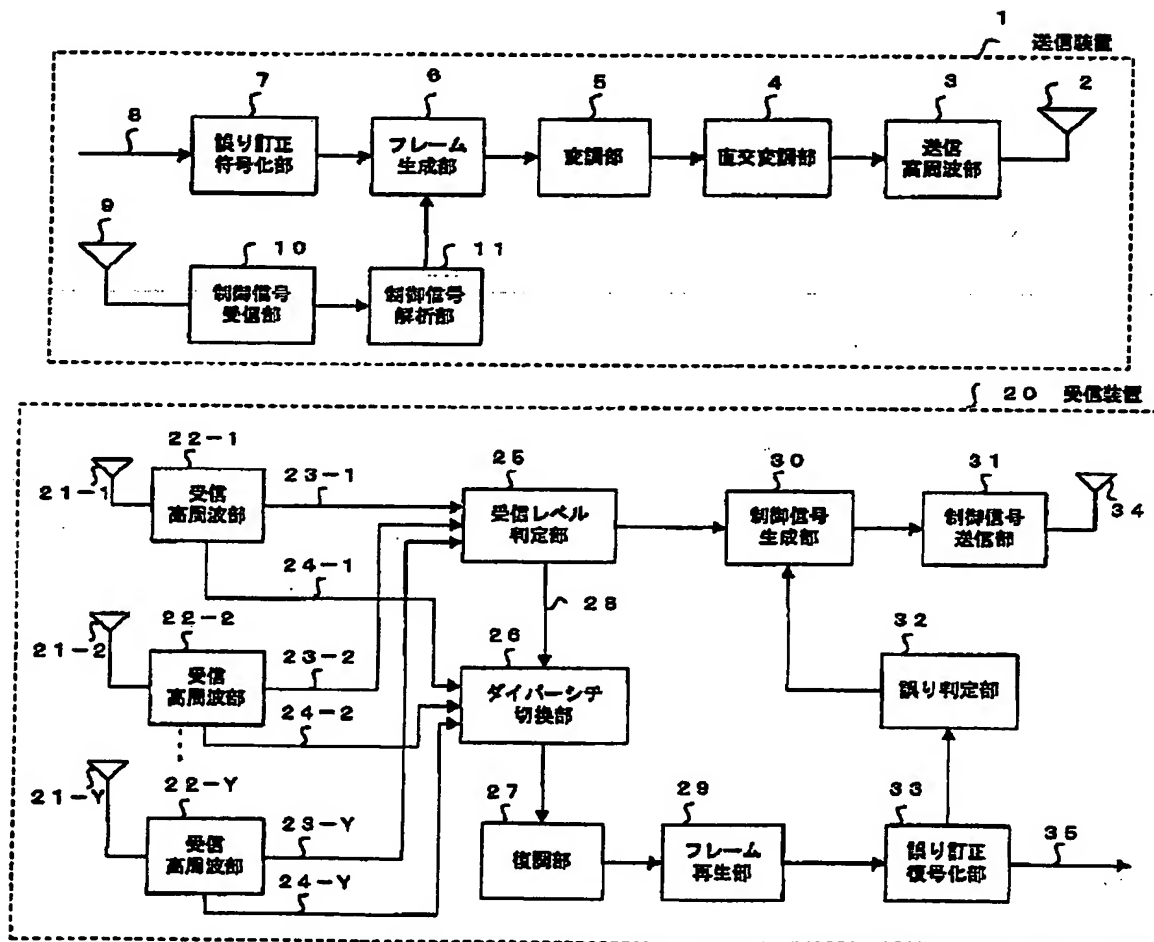 1
送信装置
7
6
5
4
3
2
8
誤り訂正
符号化部
フレーム
生成部
変調部
直交変調部
送信
高周波部
9
10
11
制御信号
受信部
制御信号
解析部
20 受信装置
22-1
21-1
受信
高周波部
23-1
24-1
25
受信レベル
判定部
30
制御信号
生成部
31
制御信号
送信部
34
28
22-2
21-2
受信
高周波部
23-2
24-2
26
ダイバーシチ
切換部
32
誤り判定部
22-Y
21-Y
受信
高周波部
23-Y
24-Y
27
復調部
29
フレーム
再生部
33
誤り訂正
復号化部
35